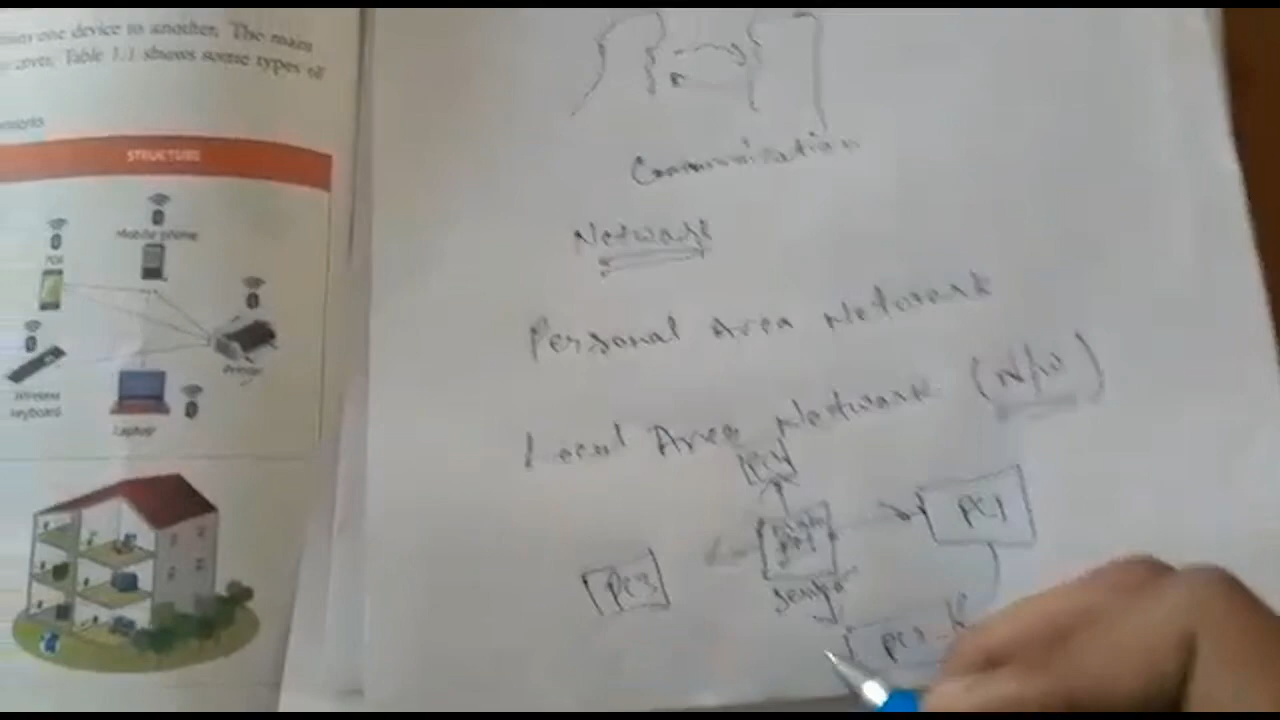 from one device to another. The main
Table 1.1 shows some types of
STRUCTURE
Mobile phone
PDA
Printer
Wireless
keyboard
Laptop
Communication
Network
Personal Area Network
Local Area Network (N/W)
PC1
PC3
PC2